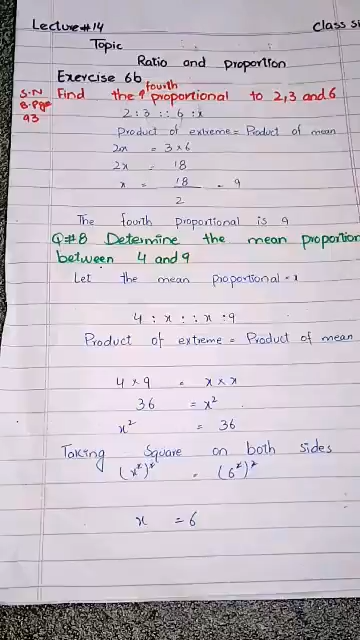 Lecture#14 Class Si
Topic
Ratio and proportion
Exercise 6b
S.N Find the fourth proportional to 2,3 and 6
B.Pge
93
2 : 3 :: 6 : x
Product of extreme = Product of mean
2x = 3 x 6
2x = 18
x = 18/2 = 9
The fourth proportional is 9
Q#8 Determine the mean proportion
between 4 and 9
Let the mean proportional = x
4 : x :: x : 9
Product of extreme = Product of mean
4 x 9 = x x x
36 = x²
x² = 36
Taking Square on both sides
(x²)² = (6²)²
x = 6